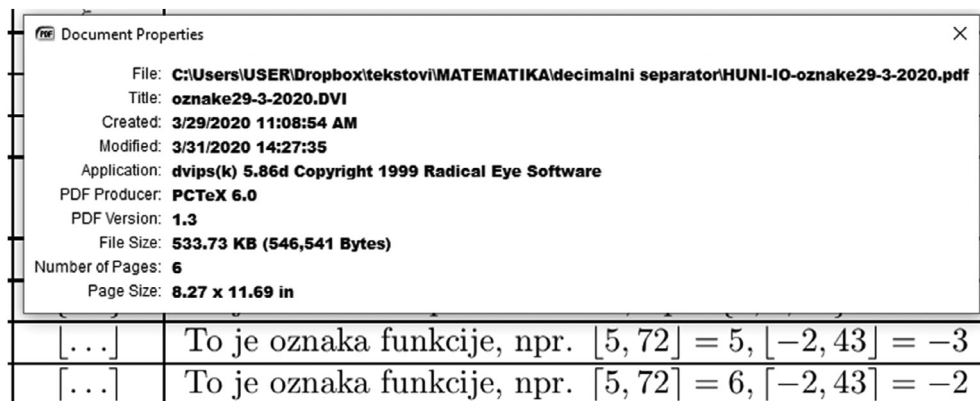 Document Properties
File: C:\Users\USER\Dropbox\tekstovi\MATEMATIKA\decimalni separator\HUNI-IO-oznake29-3-2020.pdf
Title: oznake29-3-2020.DVI
Created: 3/29/2020 11:08:54 AM
Modified: 3/31/2020 14:27:35
Application: dvips(k) 5.86d Copyright 1999 Radical Eye Software
PDF Producer: PCTeX 6.0
PDF Version: 1.3
File Size: 533.73 KB (546,541 Bytes)
Number of Pages: 6
Page Size: 8.27 x 11.69 in
⌊...⌋ To je oznaka funkcije, npr. ⌊5,72⌋ = 5, ⌊−2,43⌋ = −3
⌈...⌉ To je oznaka funkcije, npr. ⌈5,72⌉ = 6, ⌈−2,43⌉ = −2